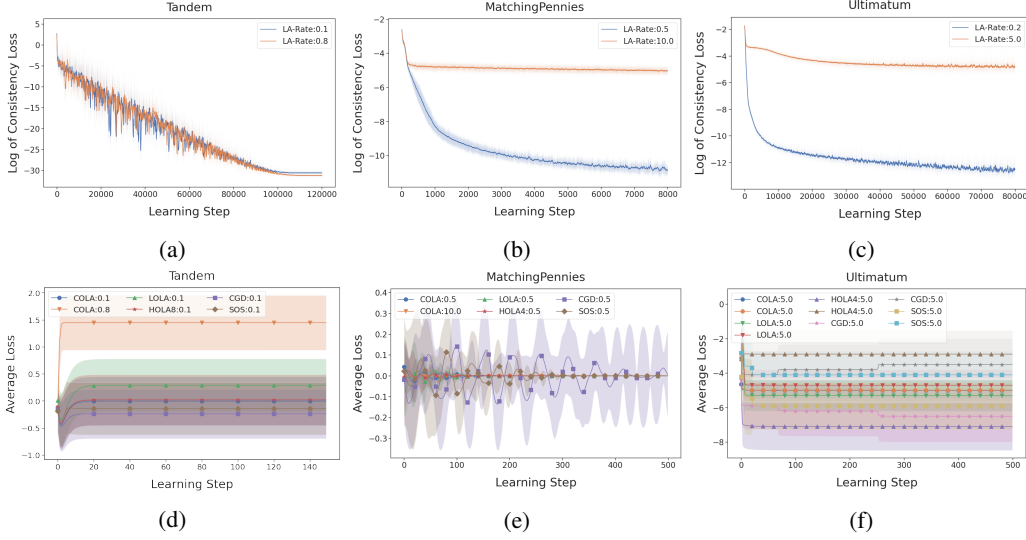 Tandem
Log of Consistency Loss
5
0
−5
−10
−15
−20
−25
−30
LA-Rate:0.1
LA-Rate:0.8
0 20000 40000 60000 80000 100000 120000
Learning Step
(a)
MatchingPennies
Log of Consistency Loss
−2
−4
−6
−8
−10
LA-Rate:0.5
LA-Rate:10.0
0 1000 2000 3000 4000 5000 6000 7000 8000
Learning Step
(b)
Ultimatum
Log of Consistency Loss
−2
−4
−6
−8
−10
−12
LA-Rate:0.2
LA-Rate:5.0
0 10000 20000 30000 40000 50000 60000 70000 80000
Learning Step
(c)
Tandem
Average Loss
2.0
1.5
1.0
0.5
0.0
−0.5
−1.0
COLA:0.1 LOLA:0.1 CGD:0.1
COLA:0.8 HOLA8:0.1 SOS:0.1
0 20 40 60 80 100 120 140
Learning Step
(d)
MatchingPennies
Average Loss
0.4
0.3
0.2
0.1
0.0
−0.1
−0.2
−0.3
COLA:0.5 LOLA:0.5 CGD:0.5
COLA:10.0 HOLA4:0.5 SOS:0.5
0 100 200 300 400 500
Learning Step
(e)
Ultimatum
Average Loss
−2
−4
−6
−8
COLA:5.0 HOLA4:5.0 CGD:5.0
COLA:5.0 HOLA4:5.0 SOS:5.0
LOLA:5.0 CGD:5.0 SOS:5.0
LOLA:5.0
0 100 200 300 400 500
Learning Step
(f)